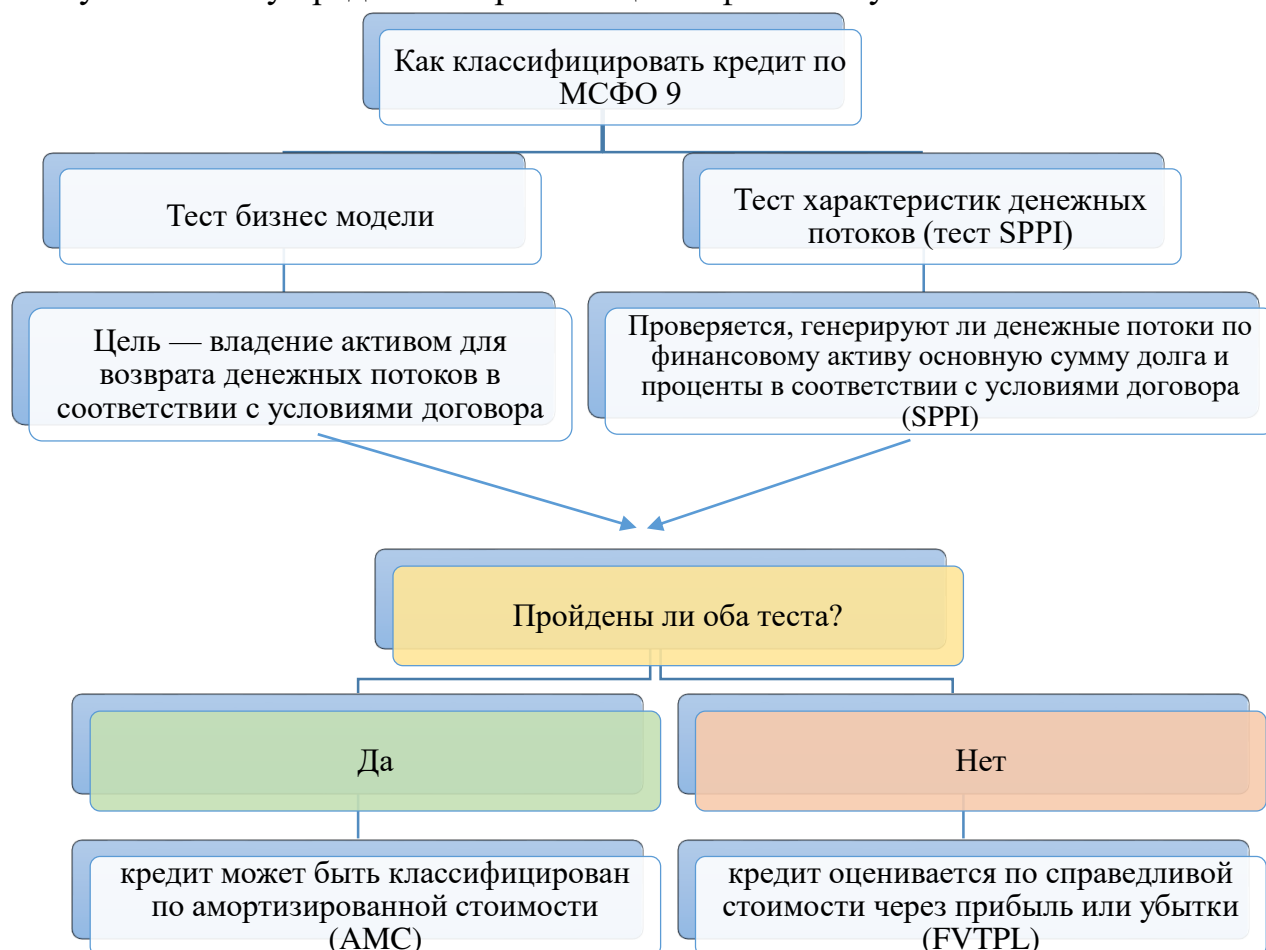 Как классифицировать кредит по
МСФО 9
Тест бизнес модели
Тест характеристик денежных
потоков (тест SPPI)
Цель — владение активом для
возврата денежных потоков в
соответствии с условиями договора
Проверяется, генерируют ли денежные потоки по
финансовому активу основную сумму долга и
проценты в соответствии с условиями договора
(SPPI)
Пройдены ли оба теста?
Да
Нет
кредит может быть классифицирован
по амортизированной стоимости
(AMC)
кредит оценивается по справедливой
стоимости через прибыль или убытки
(FVTPL)